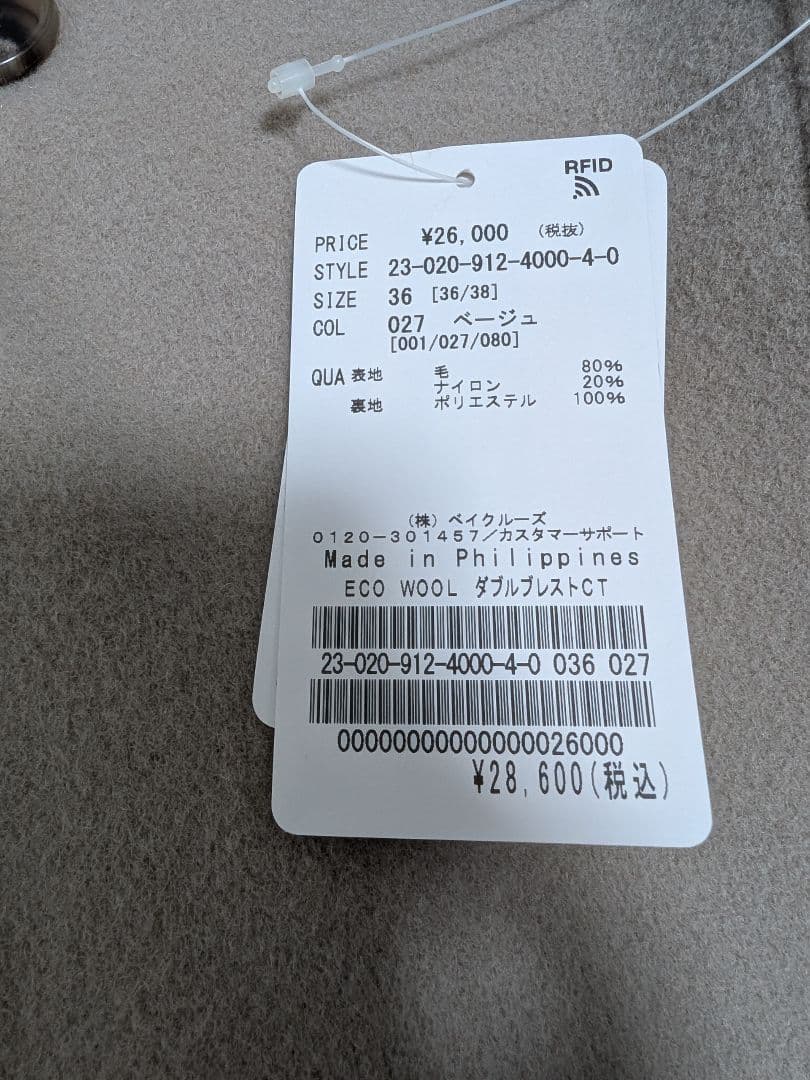 RFID
PRICE ¥26,000 (税抜)
STYLE 23-020-912-4000-4-0
SIZE 36 [36/38]
COL 027 ベージュ
[001/027/080]
QUA 表地 毛 80%
ナイロン 20%
裏地 ポリエステル 100%
(株) ベイクルーズ
0120-301457/カスタマーサポート
Made in Philippines
ECO WOOL ダブルブレストCT
23-020-912-4000-4-0 036 027
00000000000000026000
¥28,600(税込)